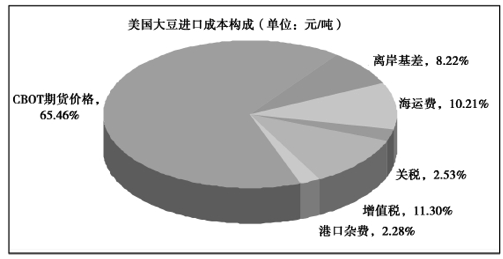 美国大豆进口成本构成（单位：元/吨）
离岸基差，8.22%
CBOT期货价格，
65.46%
海运费，10.21%
关税，2.53%
增值税，11.30%
港口杂费，2.28%